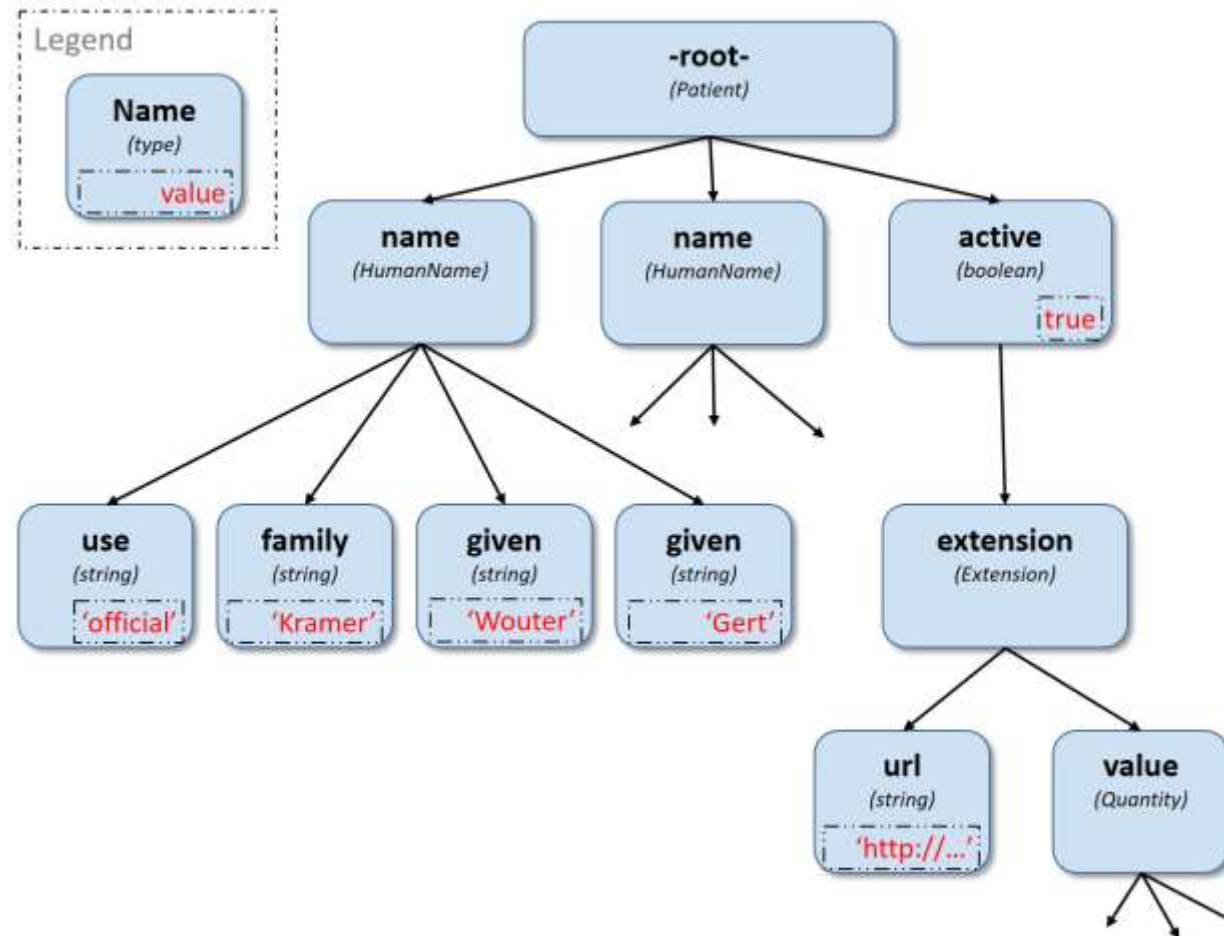 Legend
Name
(type)
value
-root-
(Patient)
name
(HumanName)
name
(HumanName)
active
(boolean)
true
use
(string)
‘official’
family
(string)
‘Kramer’
given
(string)
‘Wouter’
given
(string)
‘Gert’
extension
(Extension)
url
(string)
‘http://...’
value
(Quantity)